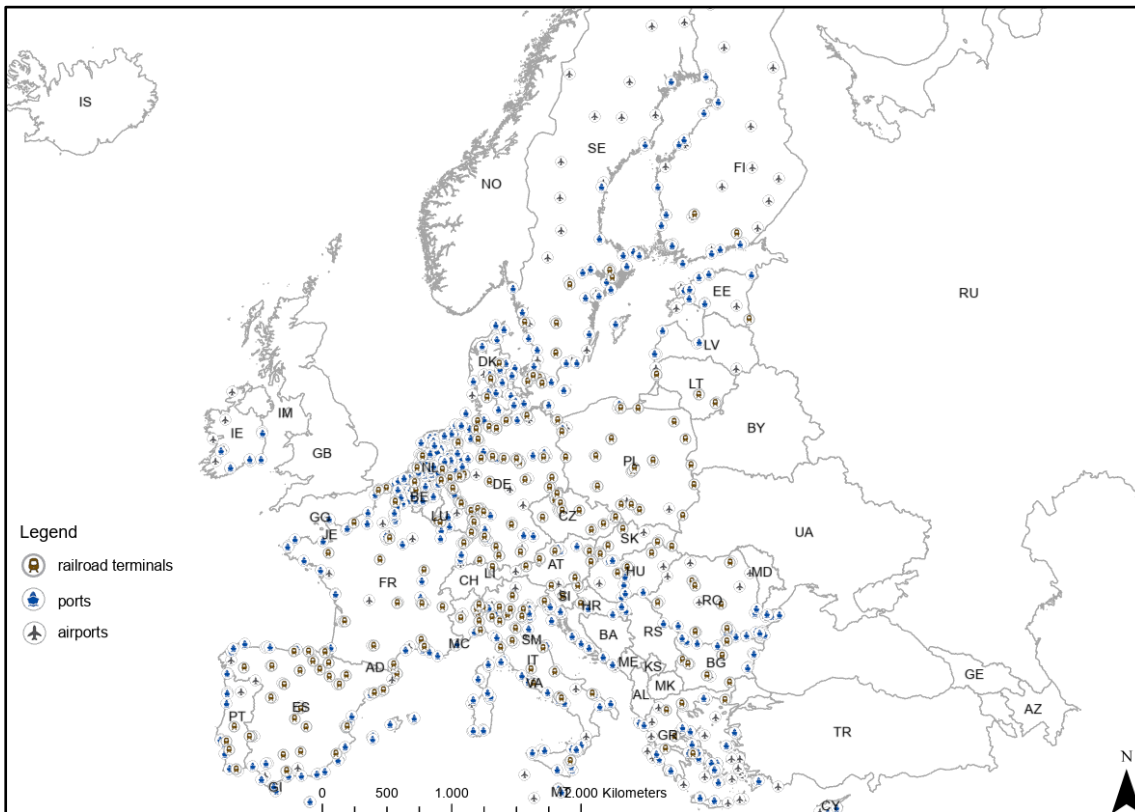 IS
SE
FI
NO
RU
EE
LV
DK
LT
IM
IE
BY
GB
PL
NL
DE
BE
GG
LU
CZ
UA
JE
SK
AT
LI
HU
MD
FR
CH
SI
RO
HR
BA
RS
MC
SM
ME
KS
BG
AD
IT
VA
MK
AL
GE
AZ
ES
PT
TR
GR
GI
MT
CY
Legend
railroad terminals
ports
airports
0 500 1.000 2.000 Kilometers
N